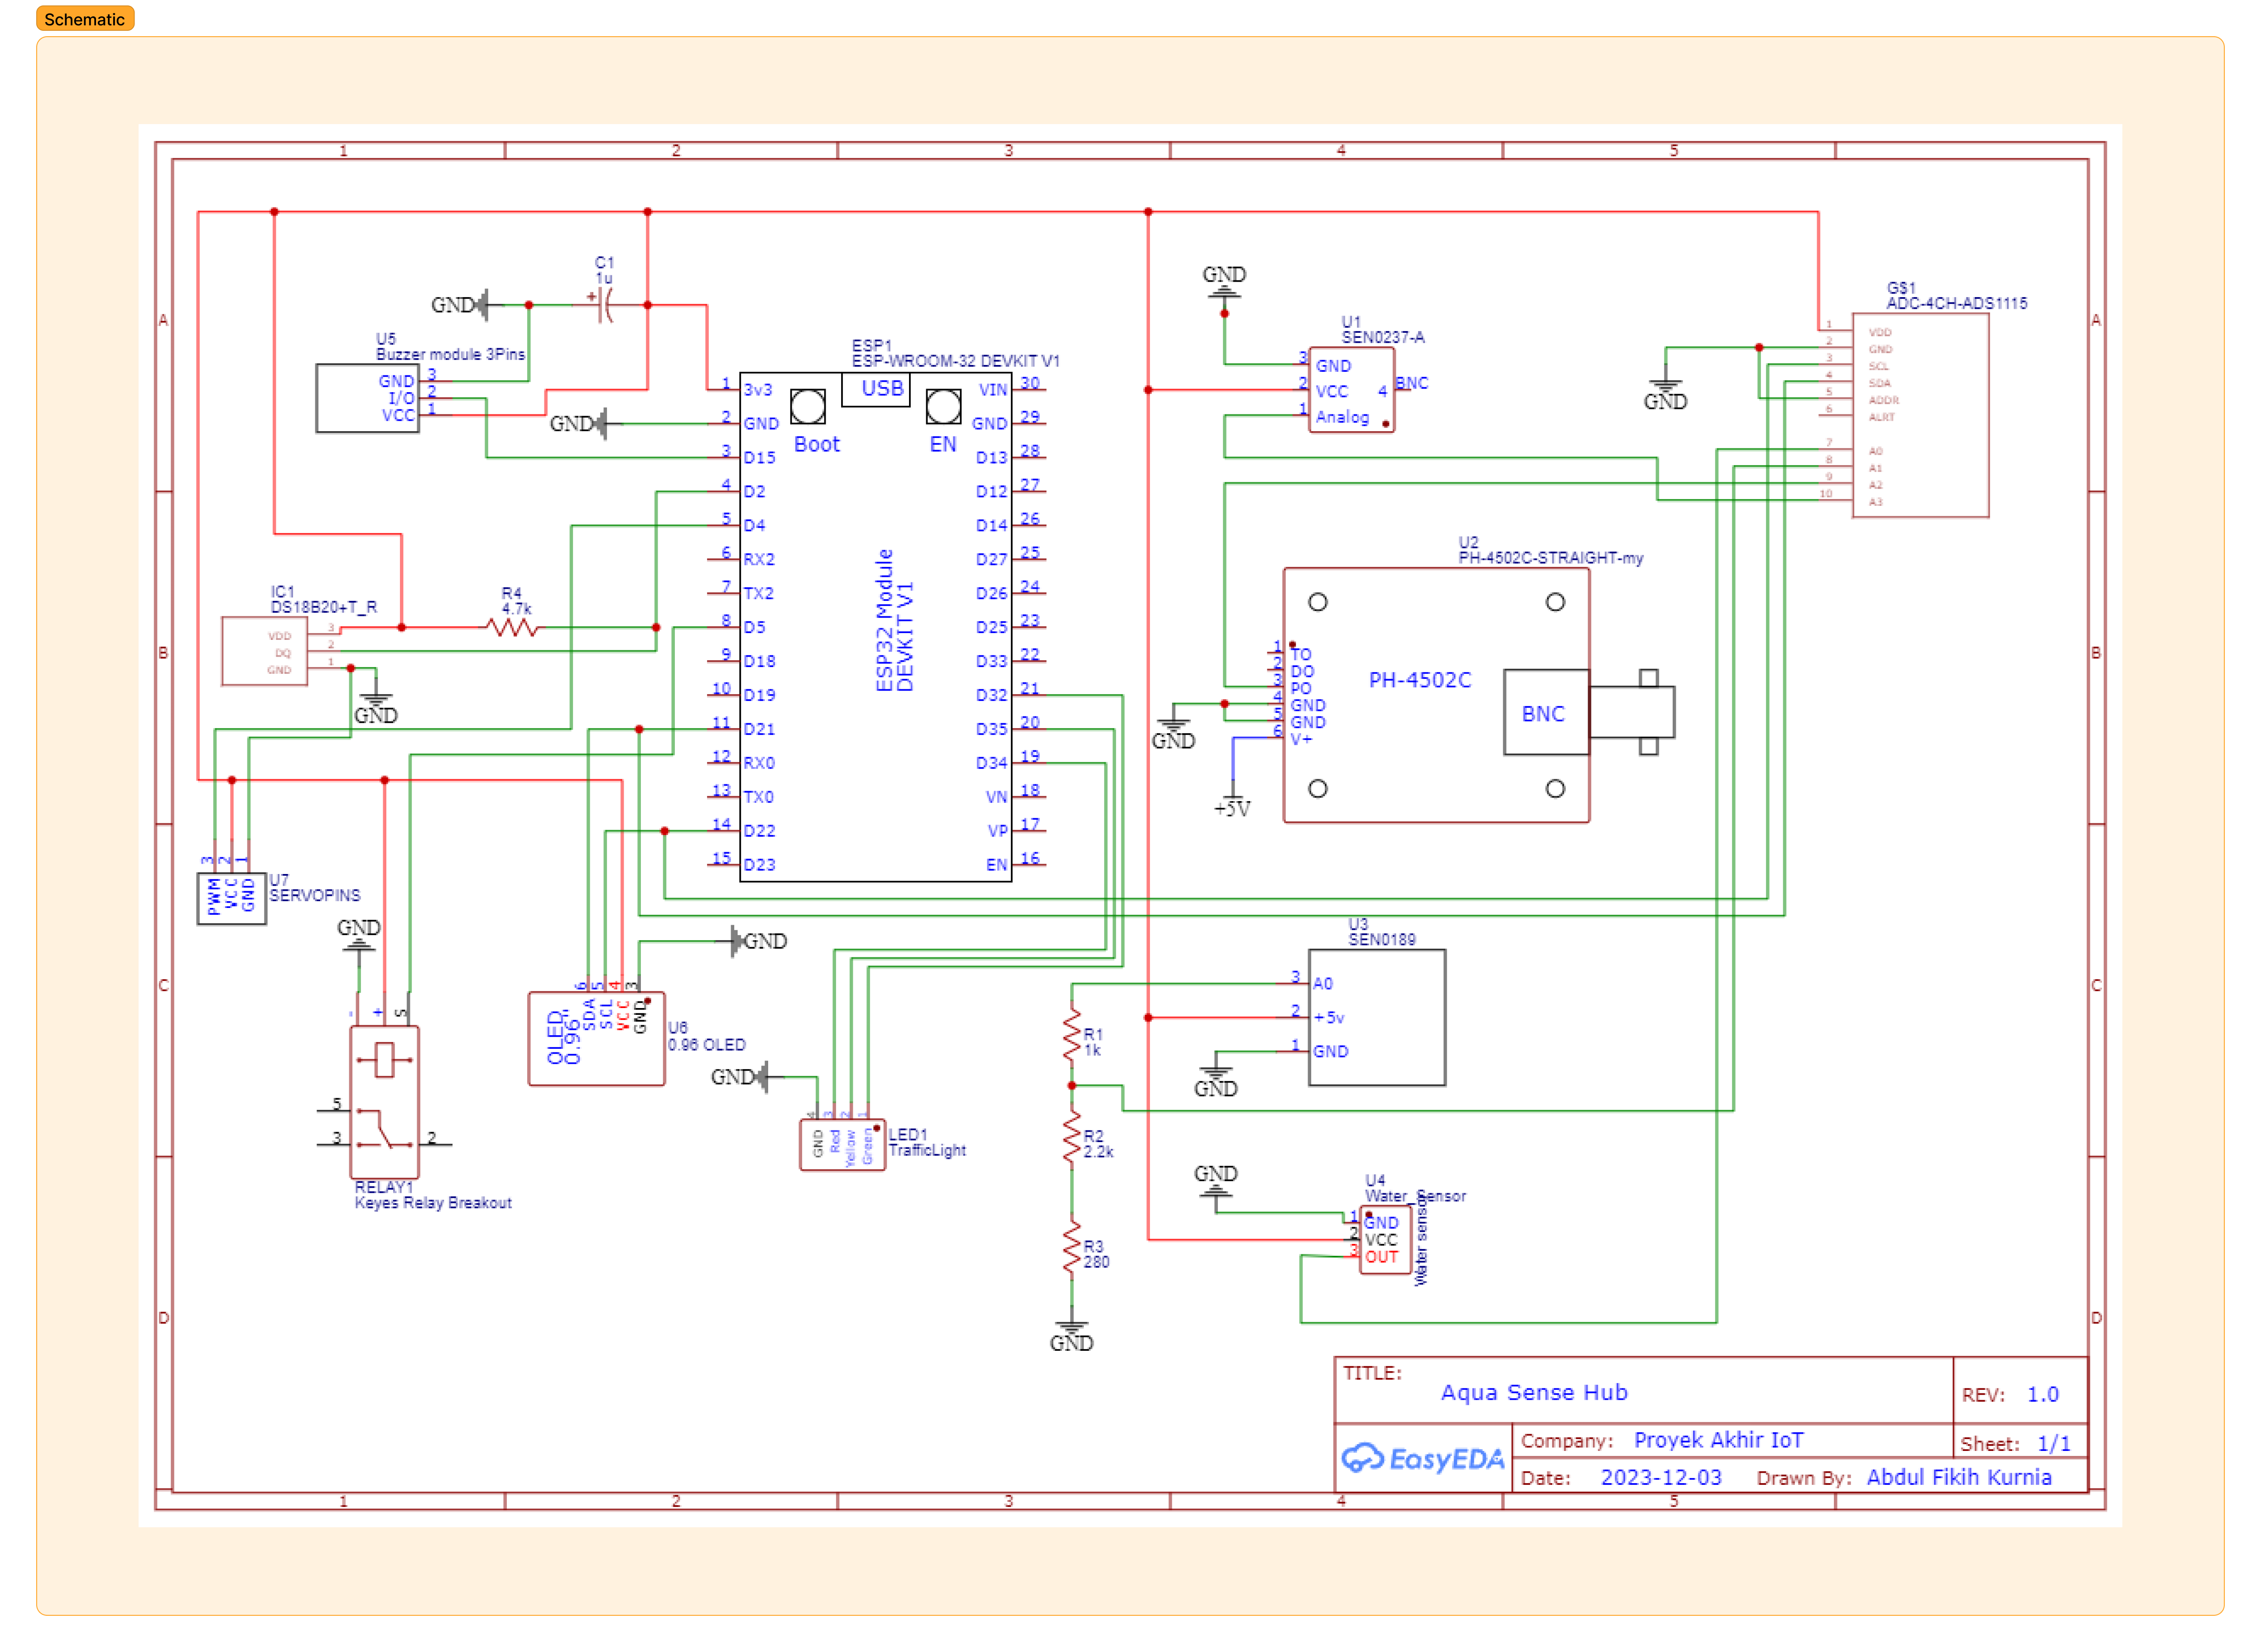 Schematic
1 2 3 4 5
A
A
B
B
C
C
D
D
C1
1u
GND
U5
Buzzer module 3Pins
GND 3
I/O 2
VCC 1
GND
ESP1
ESP-WROOM-32 DEVKIT V1
USB
Boot
EN
ESP32 Module
DEVKIT V1
1 3v3
2 GND
3 D15
4 D2
5 D4
6 RX2
7 TX2
8 D5
9 D18
10 D19
11 D21
12 RX0
13 TX0
14 D22
15 D23
VIN 30
GND 29
D13 28
D12 27
D14 26
D27 25
D26 24
D25 23
D33 22
D32 21
D35 20
D34 19
VN 18
VP 17
EN 16
GND
U1
SEN0237-A
3 GND
2 VCC
1 Analog
4 BNC
G$1
ADC-4CH-ADS1115
1 VDD
2 GND
3 SCL
4 SDA
5 ADDR
6 ALRT
7 A0
8 A1
9 A2
10 A3
GND
U2
PH-4502C-STRAIGHT-my
1 TO
2 DO
3 PO
4 GND
5 GND
6 V+
PH-4502C
BNC
GND
+5V
IC1
DS18B20+T_R
VDD 3
DQ 2
GND 1
R4
4.7k
GND
3 2 1
PWM
VCC
GND
U7
SERVOPINS
GND
- + S
5
3
2
RELAY1
Keyes Relay Breakout
GND
6 5 4 3
OLED
0.96"
SDA
SCL
VCC
GND
U6
0.96 OLED
GND
4 3 2 1
GND
Red
Yellow
Green
LED1
TrafficLight
U3
SEN0189
3 A0
2 +5v
1 GND
GND
R1
1k
R2
2.2k
R3
280
GND
GND
U4
Water_Sensor
1 GND
2 VCC
3 OUT
Water sensor
TITLE:
Aqua Sense Hub
REV: 1.0
EasyEDA
Company: Proyek Akhir IoT
Sheet: 1/1
Date: 2023-12-03 Drawn By: Abdul Fikih Kurnia
1 2 3 4 5